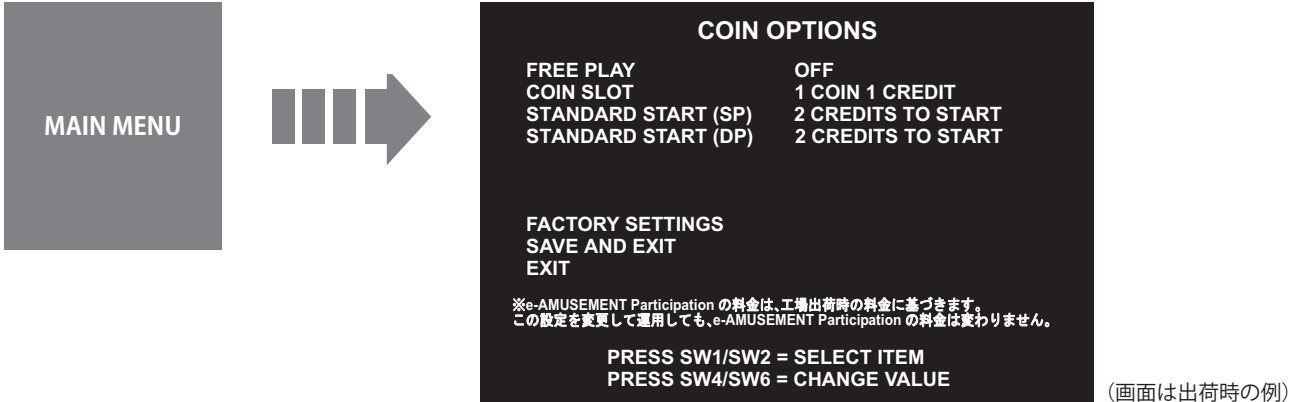 MAIN MENU
COIN OPTIONS
FREE PLAY OFF
COIN SLOT 1 COIN 1 CREDIT
STANDARD START (SP) 2 CREDITS TO START
STANDARD START (DP) 2 CREDITS TO START
FACTORY SETTINGS
SAVE AND EXIT
EXIT
※e-AMUSEMENT Participation の料金は、工場出荷時の料金に基づきます。
この設定を変更して運用しても、e-AMUSEMENT Participation の料金は変わりません。
PRESS SW1/SW2 = SELECT ITEM
PRESS SW4/SW6 = CHANGE VALUE
（画面は出荷時の例）